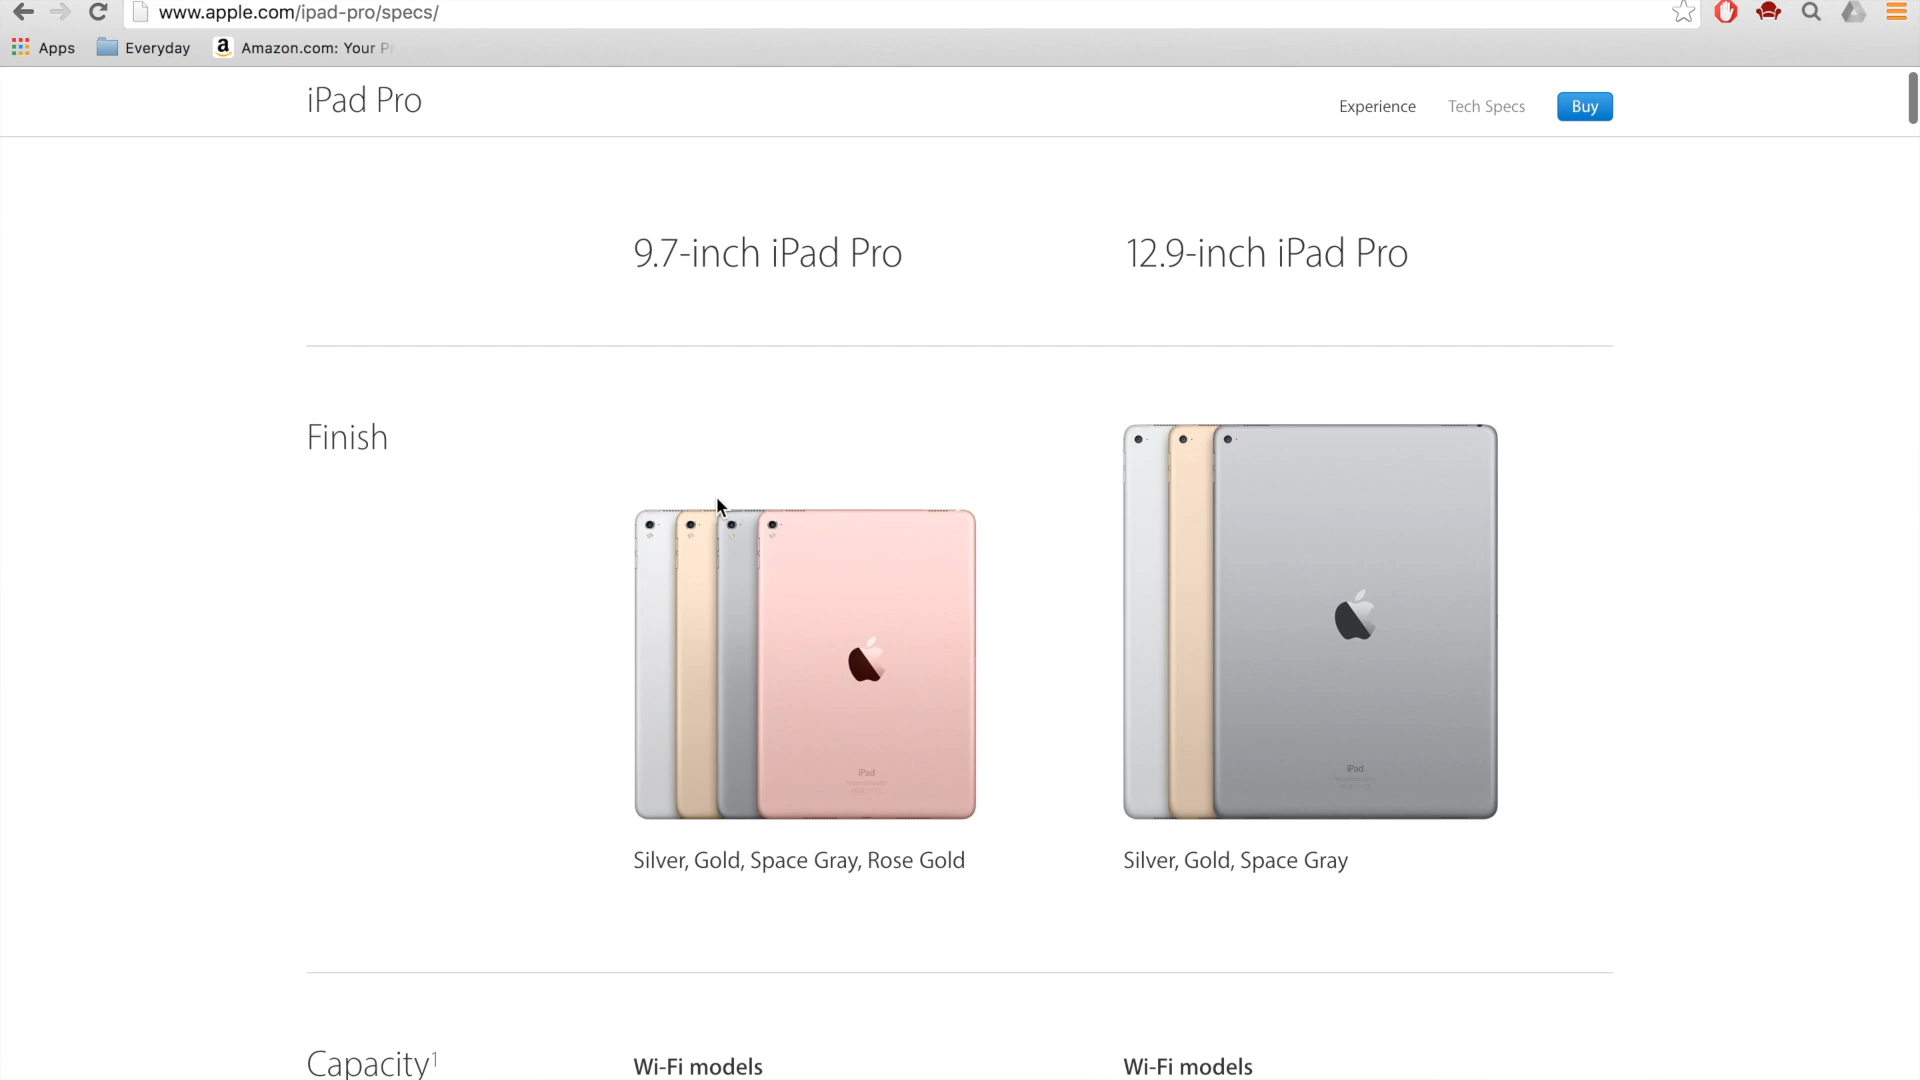 www.apple.com/ipad-pro/specs/
Apps Everyday Amazon.com: Your P
iPad Pro
Experience Tech Specs Buy
9.7-inch iPad Pro 12.9-inch iPad Pro
Finish
iPad iPad
Silver, Gold, Space Gray, Rose Gold Silver, Gold, Space Gray
Capacity1 Wi-Fi models Wi-Fi models